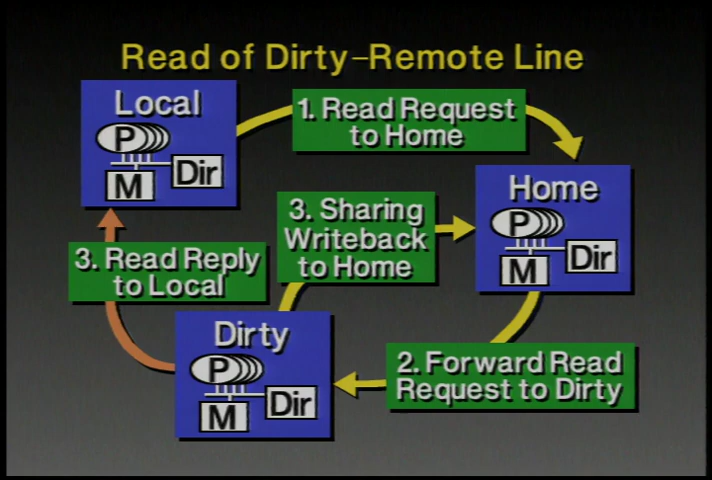 Read of Dirty-Remote Line
Local
P
M
Dir
1. Read Request
to Home
Home
P
M
Dir
3. Sharing
Writeback
to Home
3. Read Reply
to Local
Dirty
P
M
Dir
2. Forward Read
Request to Dirty